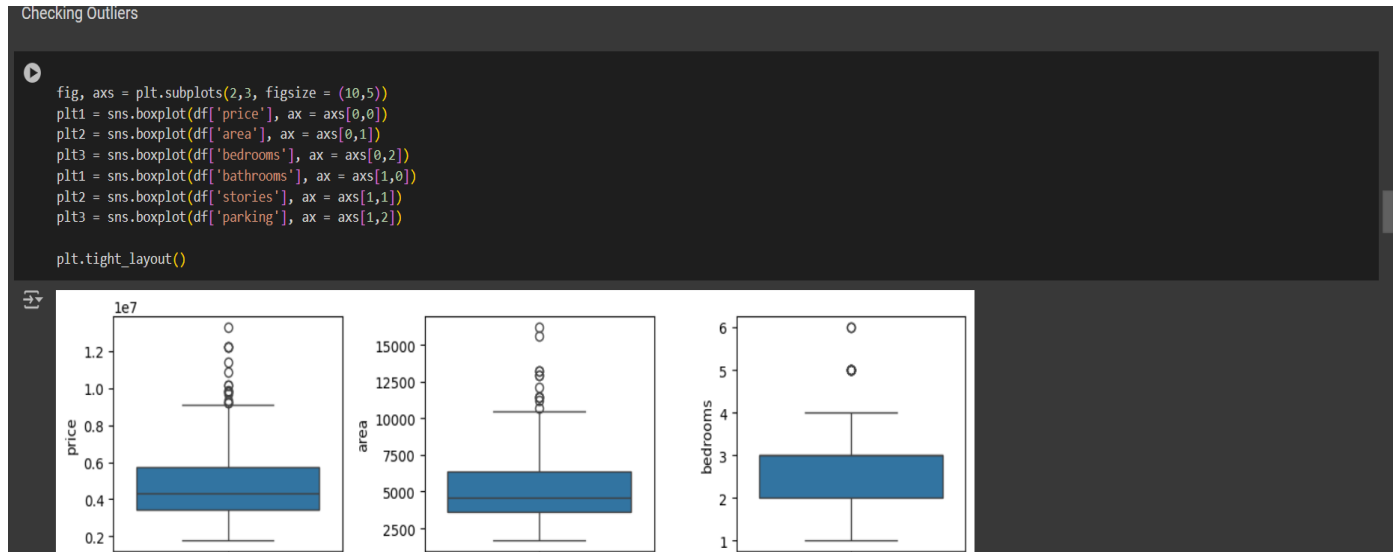 Checking Outliers
fig, axs = plt.subplots(2,3, figsize = (10,5))
plt1 = sns.boxplot(df['price'], ax = axs[0,0])
plt2 = sns.boxplot(df['area'], ax = axs[0,1])
plt3 = sns.boxplot(df['bedrooms'], ax = axs[0,2])
plt1 = sns.boxplot(df['bathrooms'], ax = axs[1,0])
plt2 = sns.boxplot(df['stories'], ax = axs[1,1])
plt3 = sns.boxplot(df['parking'], ax = axs[1,2])
plt.tight_layout()
1e7
1.2
1.0
0.8
0.6
0.4
0.2
price
15000
12500
10000
7500
5000
2500
area
6
5
4
3
2
1
bedrooms